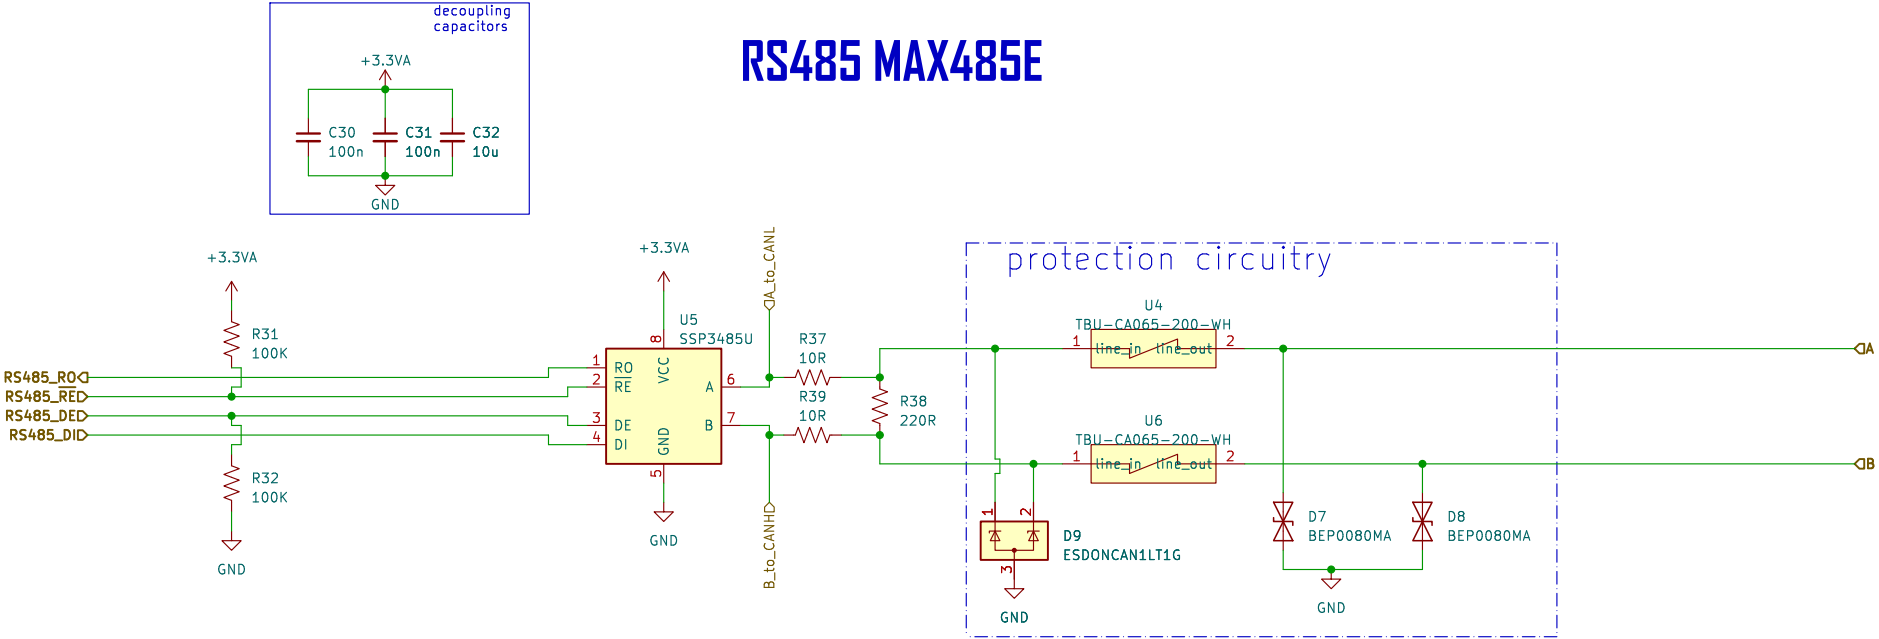 decoupling
capacitors
RS485 MAX485E
+3.3VA
C30
100n
C31
100n
C32
10u
GND
+3.3VA
R31
100K
RS485_RO
RS485_RE
RS485_DE
RS485_DI
R32
100K
GND
+3.3VA
U5
SSP3485U
8
VCC
1
RO
2
RE
3
DE
4
DI
A
6
B
7
GND
5
GND
A_to_CANL
B_to_CANH
R37
10R
R39
10R
R38
220R
protection circuitry
U4
TBU-CA065-200-WH
1
line_in
line_out
2
U6
TBU-CA065-200-WH
1
line_in
line_out
2
1
2
3
D9
ESDONCAN1LT1G
GND
D7
BEP0080MA
D8
BEP0080MA
GND
A
B